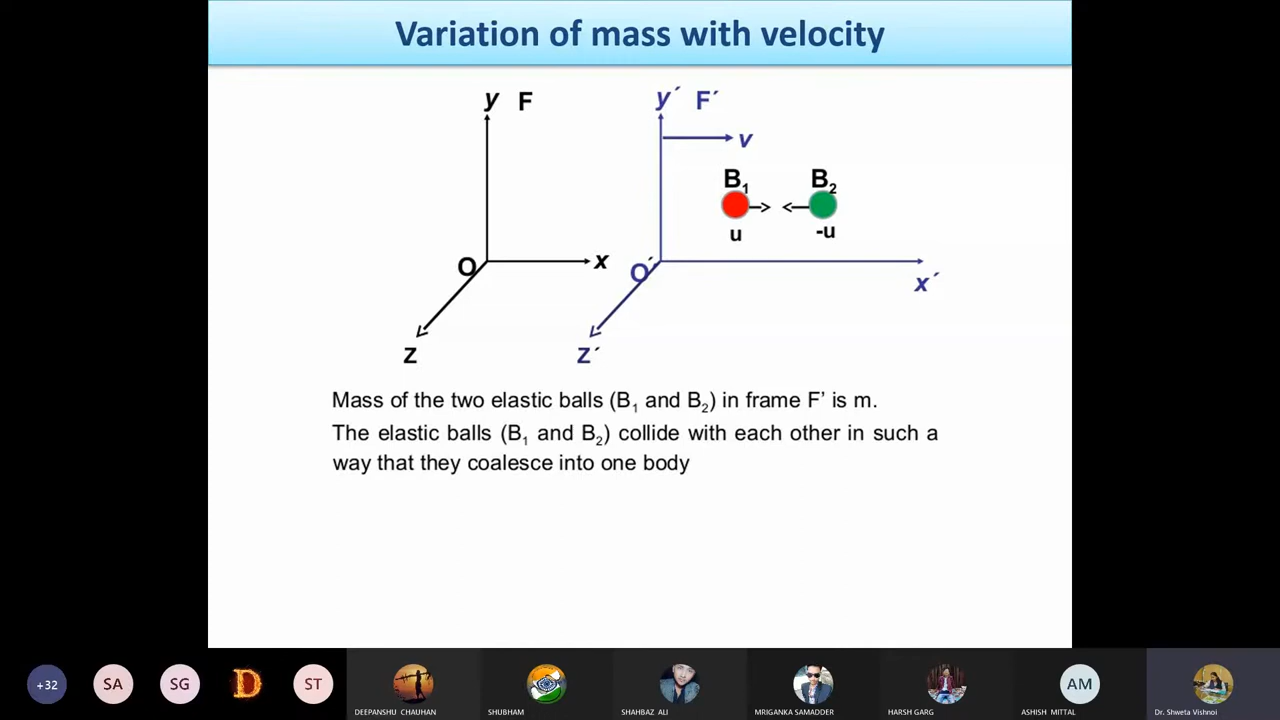 Variation of mass with velocity
y F
y´ F´
v
B1 B2
u -u
O x
O´ x´
Z Z´
Mass of the two elastic balls (B1 and B2) in frame F' is m.
The elastic balls (B1 and B2) collide with each other in such a
way that they coalesce into one body
+32 SA SG D ST AM
DEEPANSHU CHAUHAN SHUBHAM SHAHBAZ ALI MRIGANKA SAMADDER HARSH GARG ASHISH MITTAL Dr. Shweta Vishnoi